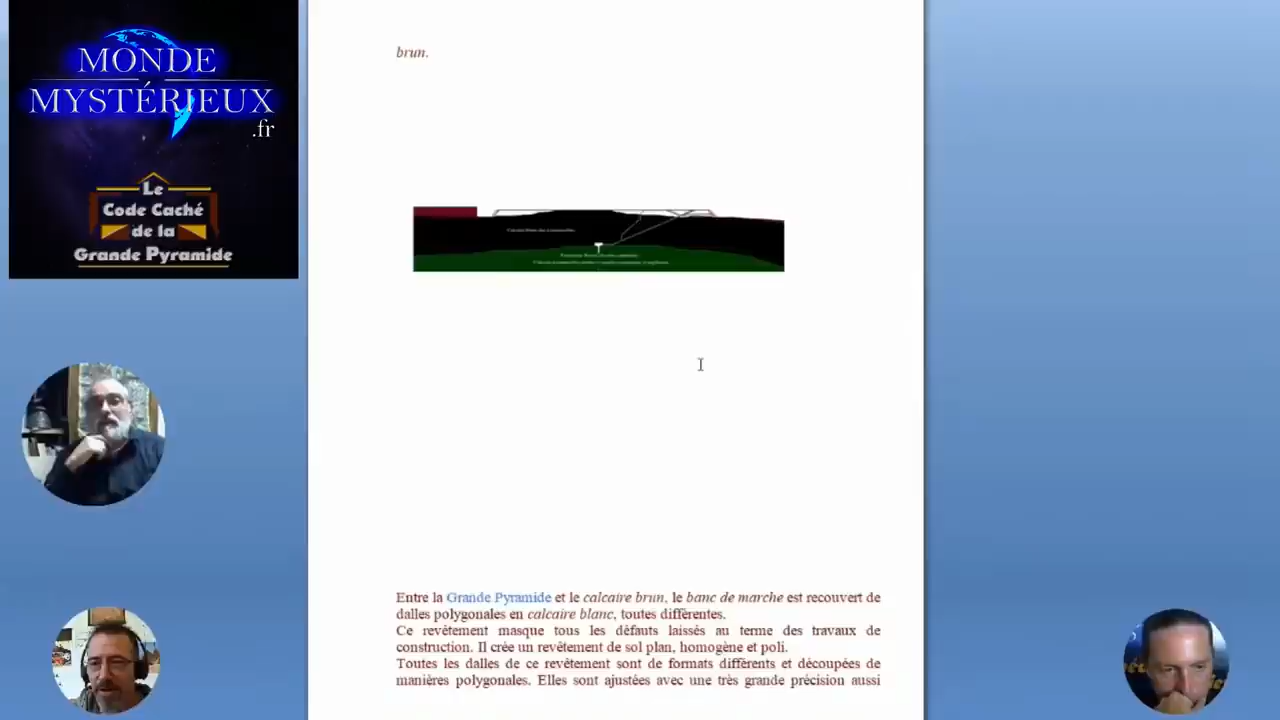 MONDE
MYSTÉRIEUX
.fr
Le
Code Caché
de la
Grande Pyramide
brun.
Entre la Grande Pyramide et le calcaire brun, le banc de marche est recouvert de
dalles polygonales en calcaire blanc, toutes différentes.
Ce revêtement masque tous les défauts laissés au terme des travaux de
construction. Il crée un revêtement de sol plan, homogène et poli.
Toutes les dalles de ce revêtement sont de formats différents et découpées de
manières polygonales. Elles sont ajustées avec une très grande précision aussi